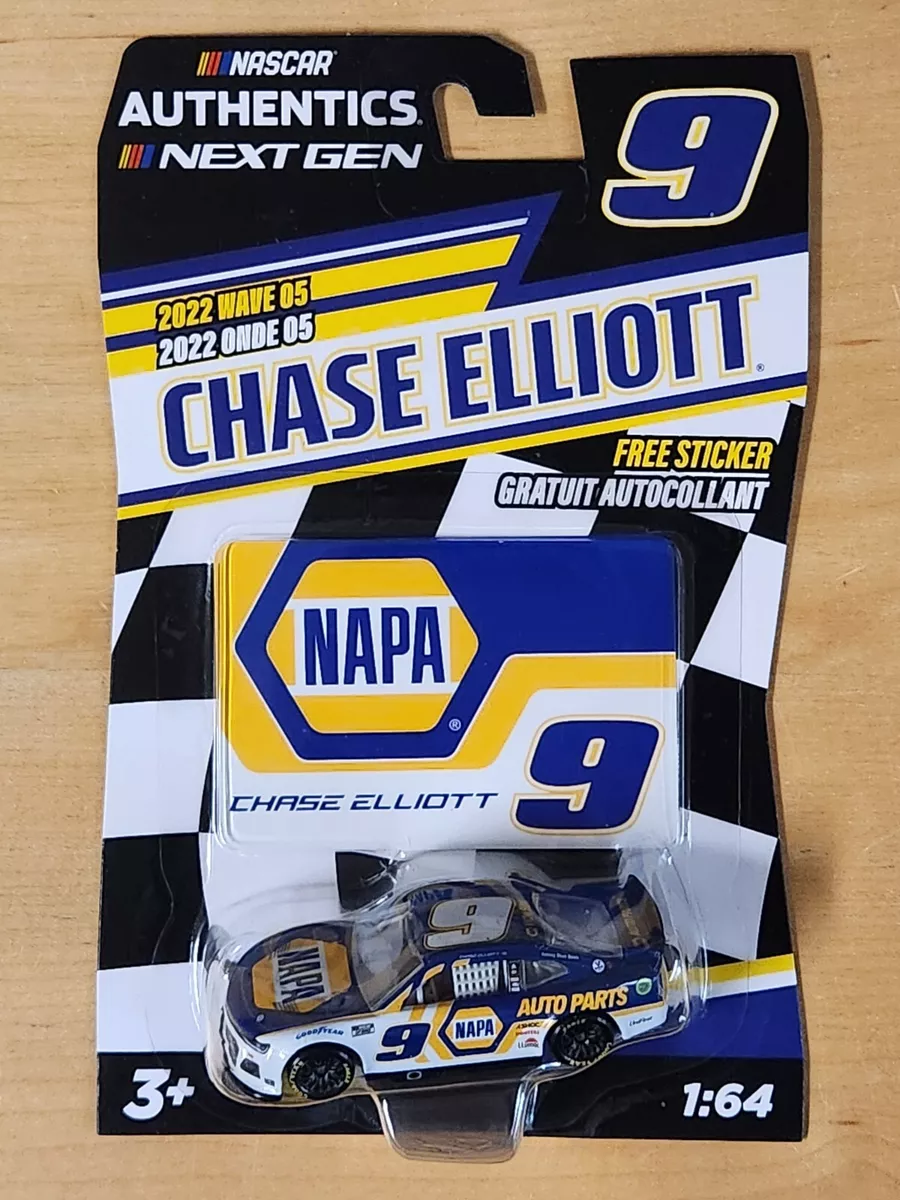 NASCAR
AUTHENTICS
NEXT GEN
9
2022 WAVE 05
2022 ONDE 05
CHASE ELLIOTT®
FREE STICKER
GRATUIT AUTOCOLLANT
NAPA®
9
CHASE ELLIOTT
9
NAPA
GOODYEAR
9
NAPA
AUTO PARTS
3+
1:64